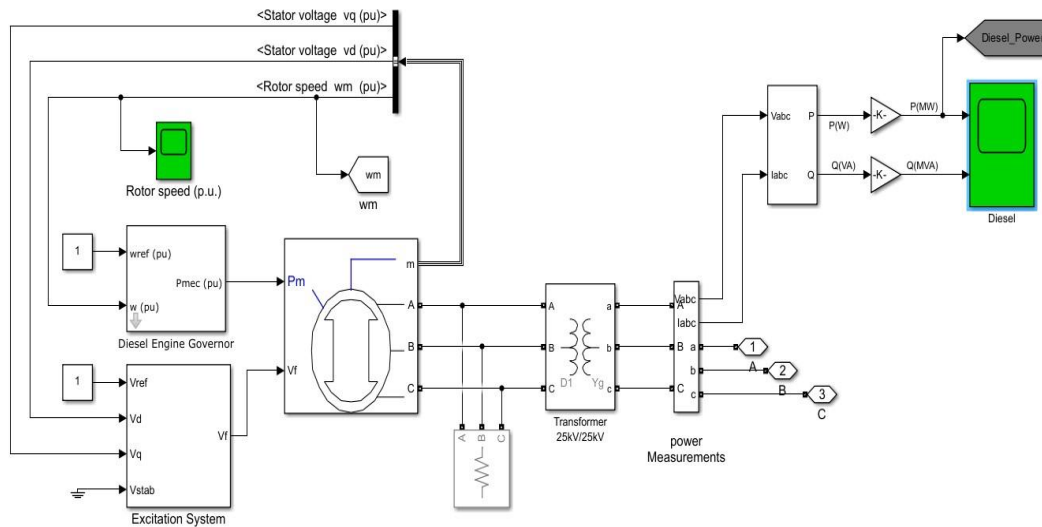 <Stator voltage vq (pu)>
<Stator voltage vd (pu)>
<Rotor speed wm (pu)>
Rotor speed (p.u.)
wm
wm
Diesel_Power
Vabc
Iabc
P
Q
P(W)
Q(VA)
-K-
-K-
P(MW)
Q(MVA)
Diesel
1
wref (pu)
w (pu)
Pmec (pu)
Diesel Engine Governor
Pm
Vf
m
A
B
C
1
Vref
Vd
Vq
Vstab
Vf
Excitation System
A
B
C
A
B
C
D1
Yg
a
b
c
Transformer
25kV/25kV
Vabc
Iabc
A
B
C
a
b
c
power
Measurements
1
A
2
B
3
C